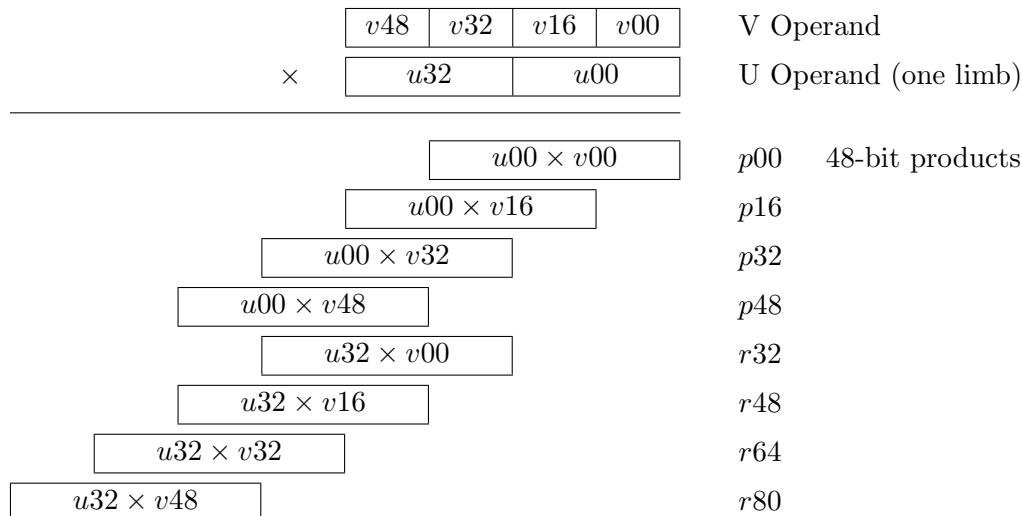 v48 v32 v16 v00 V Operand
× u32 u00 U Operand (one limb)
u00 × v00 p00 48-bit products
u00 × v16 p16
u00 × v32 p32
u00 × v48 p48
u32 × v00 r32
u32 × v16 r48
u32 × v32 r64
u32 × v48 r80